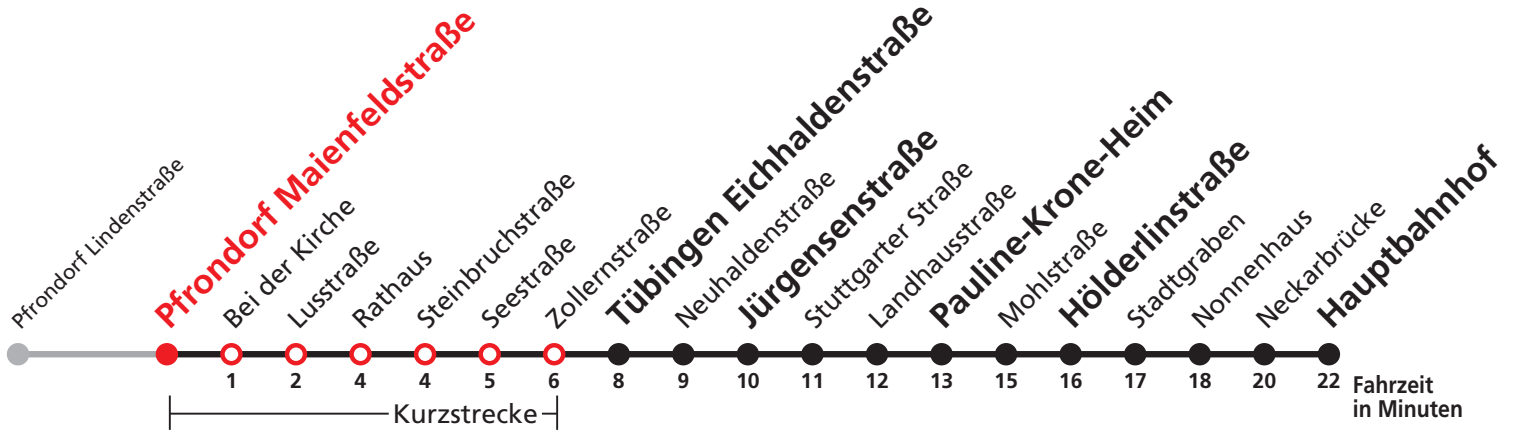 Pfrondorf Lindenstraße
Pfrondorf Maienfeldstraße
Bei der Kirche
Lusstraße
Rathaus
Steinbruchstraße
Seestraße
Zollernstraße
Tübingen Eichhaldenstraße
Neuhaldenstraße
Jürgensenstraße
Stuttgarter Straße
Landhausstraße
Pauline-Krone-Heim
Mohlstraße
Hölderlinstraße
Stadtgraben
Nonnenhaus
Neckarbrücke
Hauptbahnhof
1 2 4 4 5 6 8 9 10 11 12 13 15 16 17 18 20 22 Fahrzeit
in Minuten
Kurzstrecke